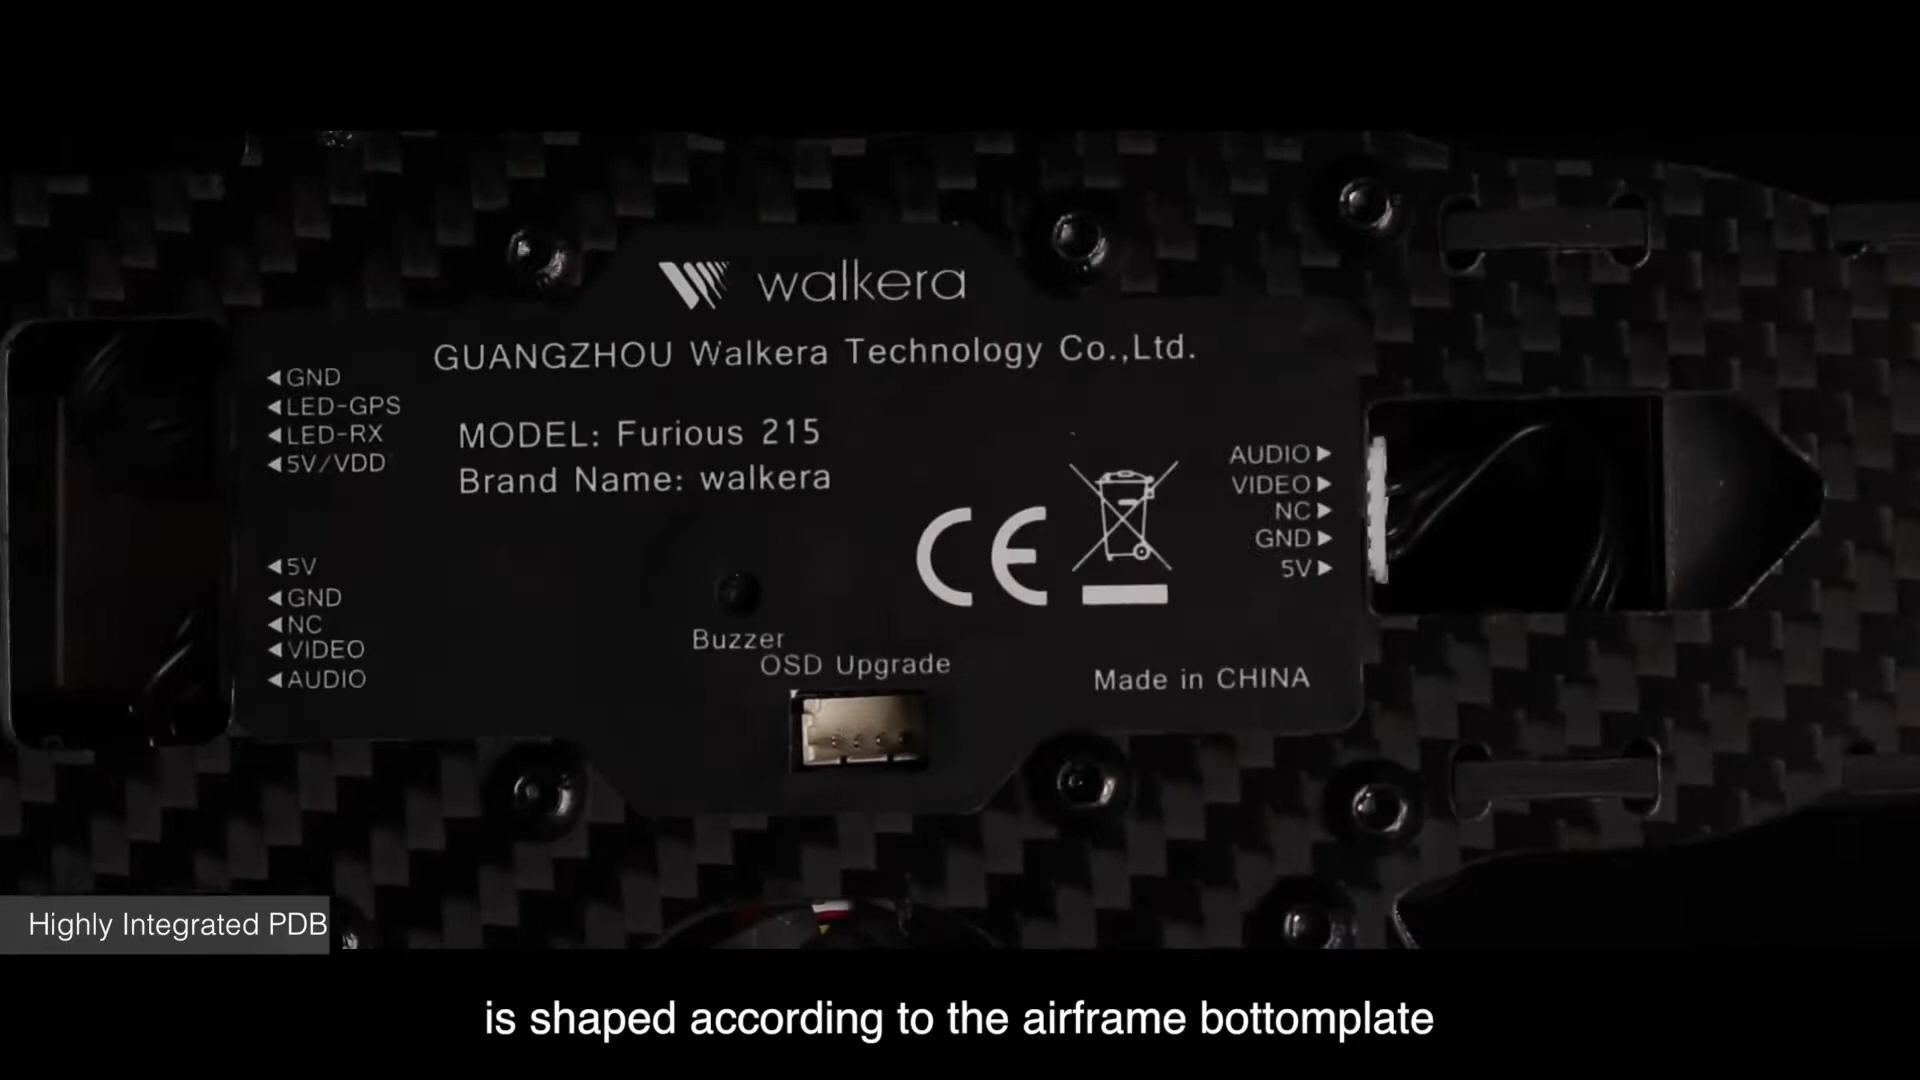 walkera
GUANGZHOU Walkera Technology Co.,Ltd.
◀GND
◀LED-GPS
◀LED-RX
◀5V/VDD
MODEL: Furious 215
Brand Name: walkera
CE
AUDIO▶
VIDEO▶
NC▶
GND▶
5V▶
◀5V
◀GND
◀NC
◀VIDEO
◀AUDIO
Buzzer
OSD Upgrade
Made in CHINA
Highly Integrated PDB
is shaped according to the airframe bottomplate